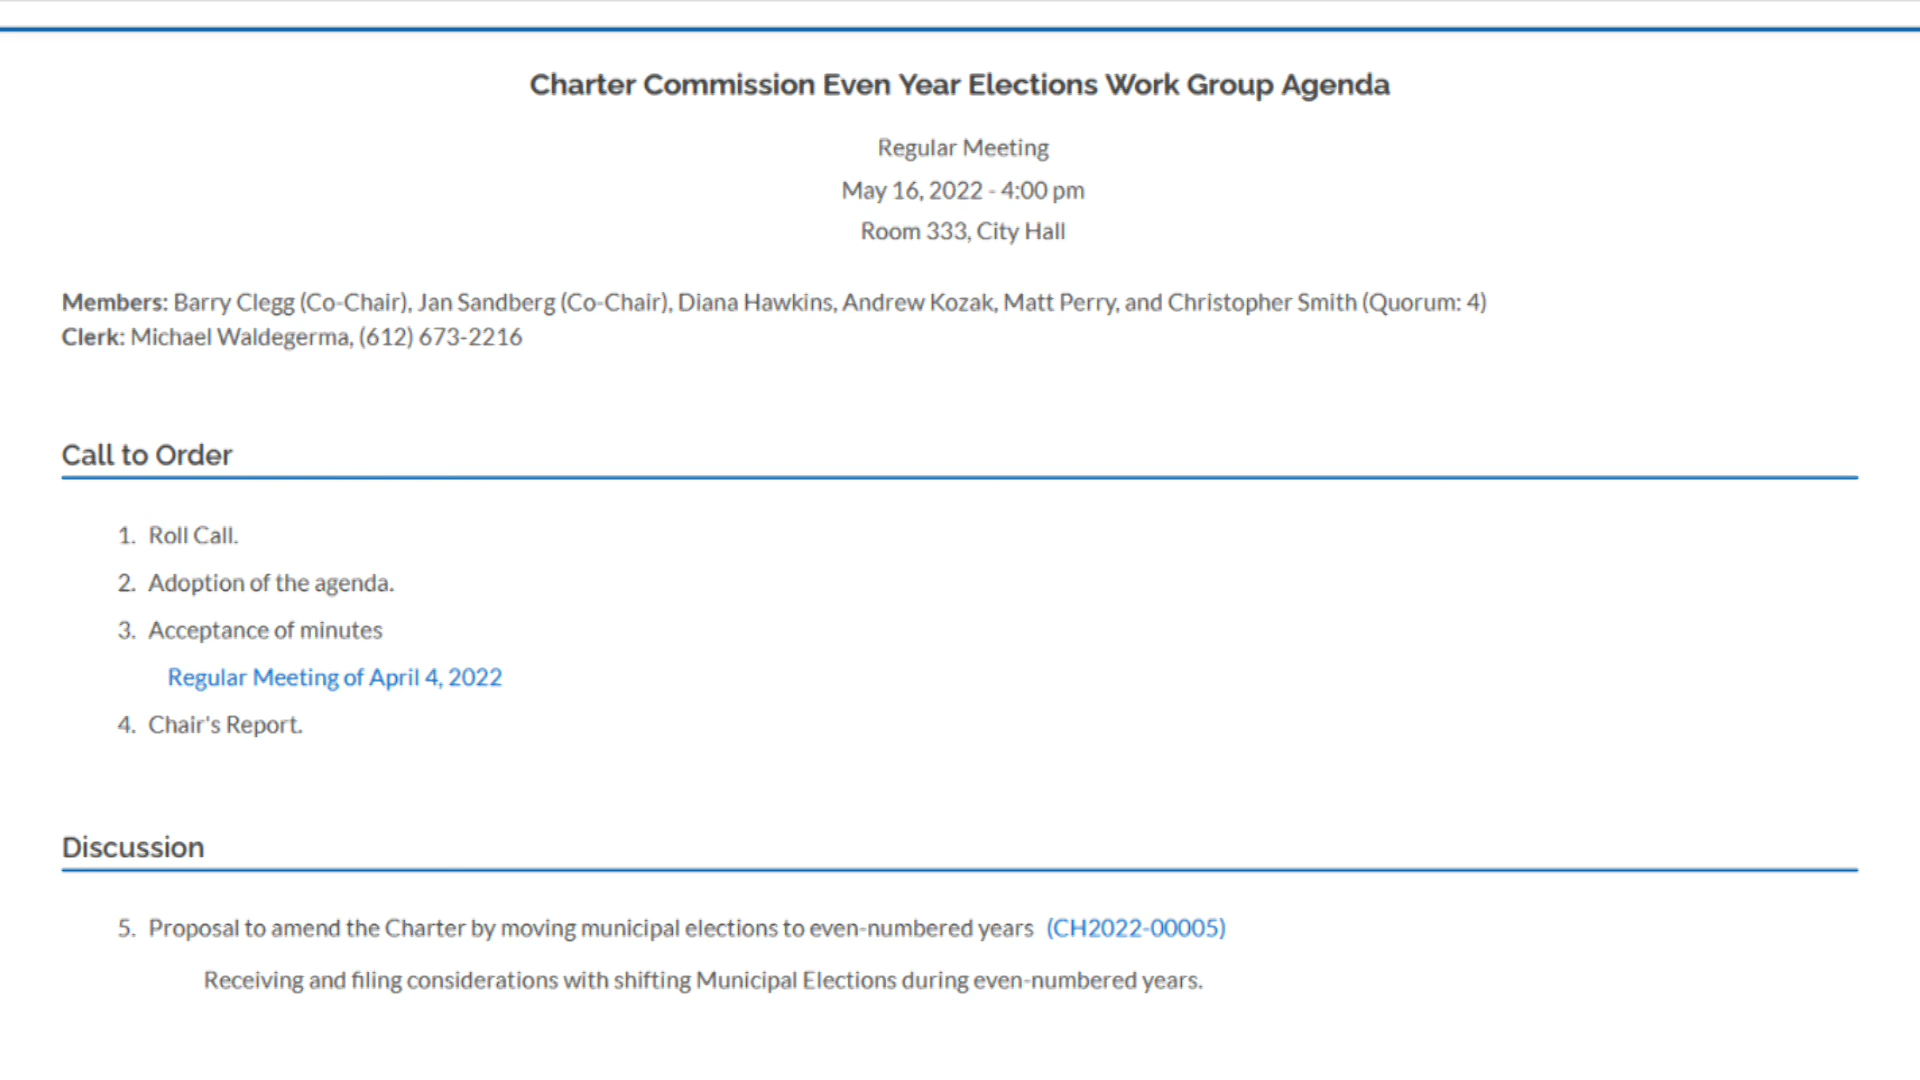 Charter Commission Even Year Elections Work Group Agenda
Regular Meeting
May 16, 2022 - 4:00 pm
Room 333, City Hall
Members: Barry Clegg (Co-Chair), Jan Sandberg (Co-Chair), Diana Hawkins, Andrew Kozak, Matt Perry, and Christopher Smith (Quorum: 4)
Clerk: Michael Waldegerma, (612) 673-2216
Call to Order
1. Roll Call.
2. Adoption of the agenda.
3. Acceptance of minutes
Regular Meeting of April 4, 2022
4. Chair's Report.
Discussion
5. Proposal to amend the Charter by moving municipal elections to even-numbered years (CH2022-00005)
Receiving and filing considerations with shifting Municipal Elections during even-numbered years.